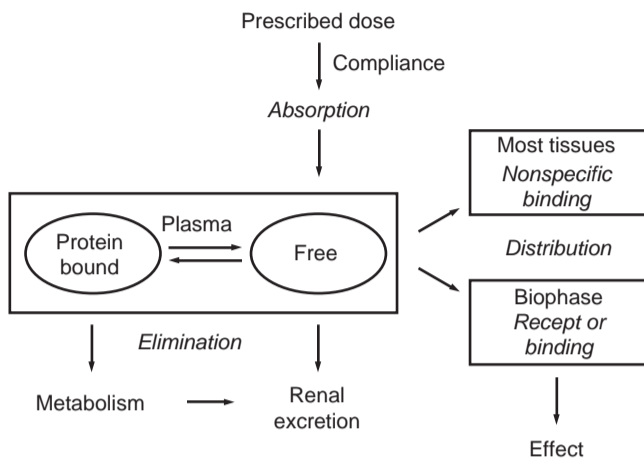 Prescribed dose
Compliance
Absorption
Most tissues
Nonspecific
binding
Plasma
Protein
bound
Free
Distribution
Biophase
Recept or
binding
Elimination
Metabolism
Renal
excretion
Effect